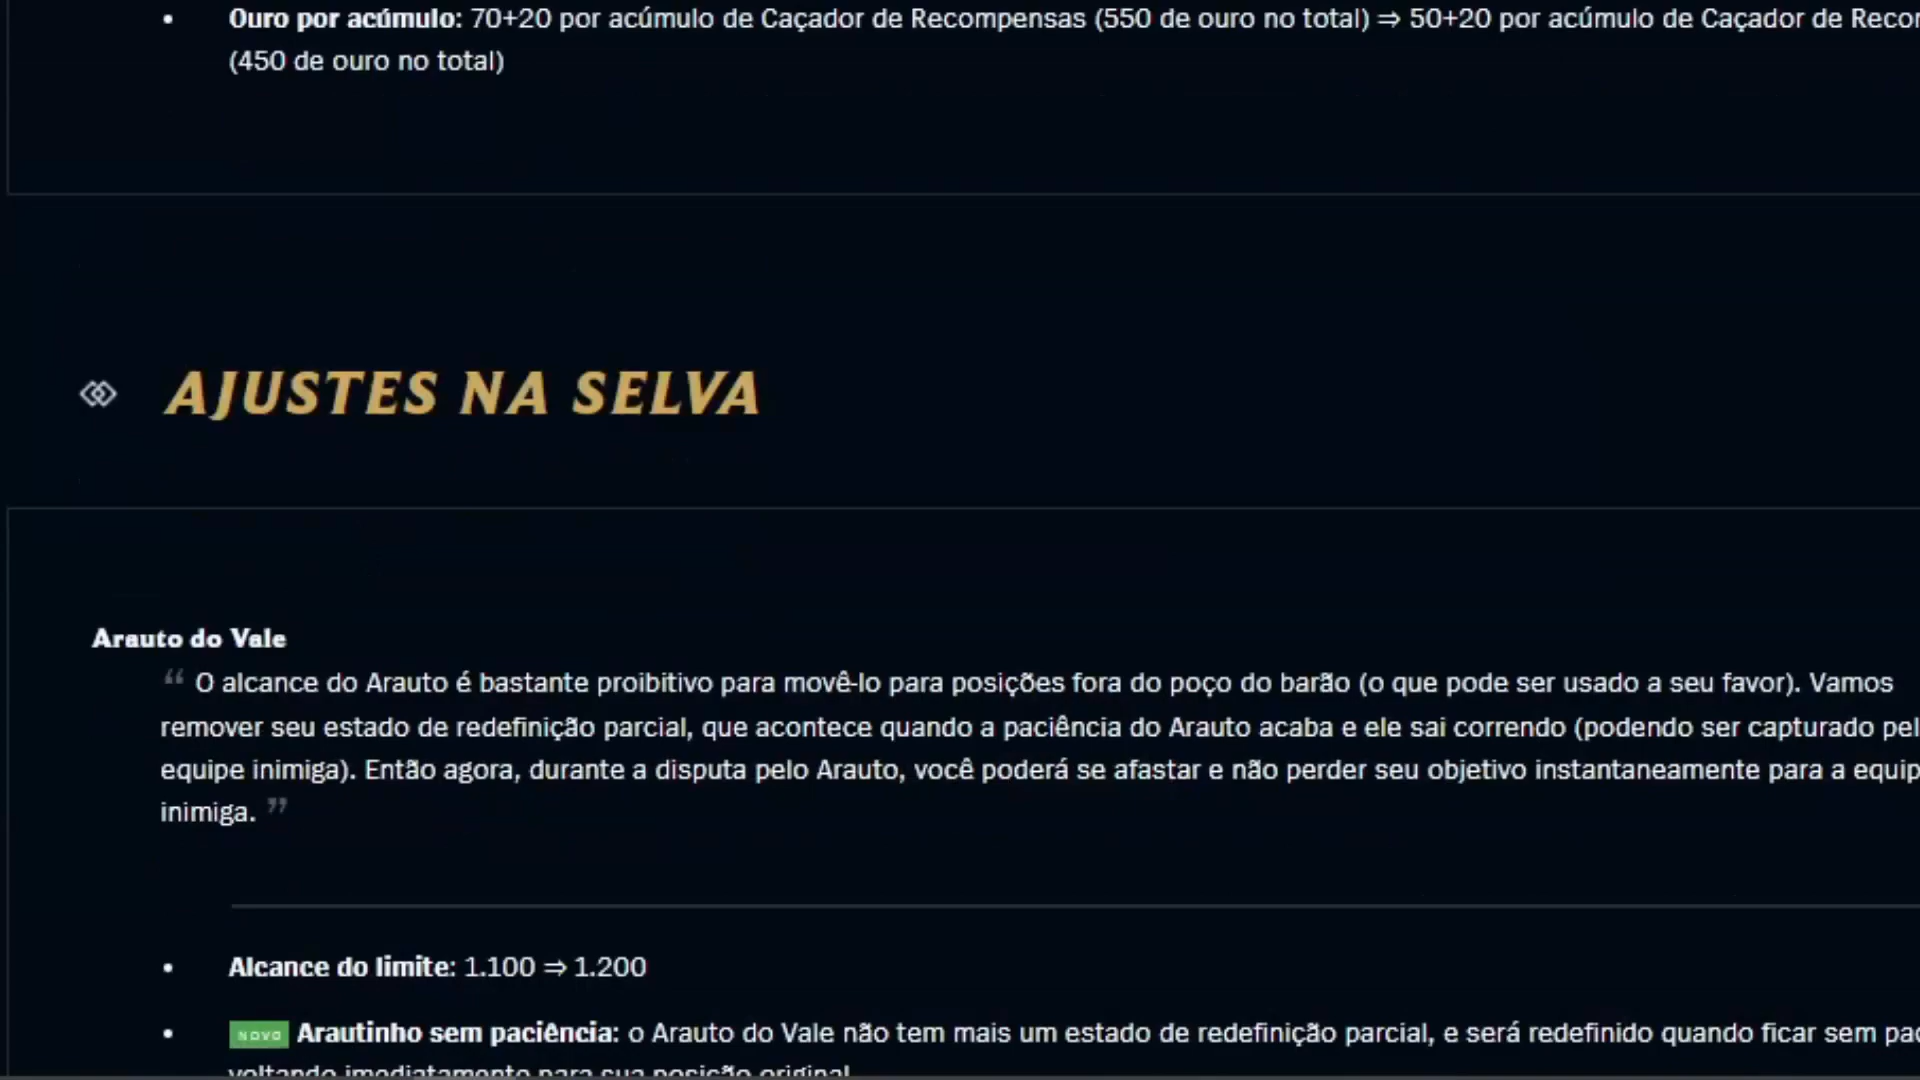 Ouro por acúmulo: 70+20 por acúmulo de Caçador de Recompensas (550 de ouro no total) ⇒ 50+20 por acúmulo de Caçador de
(450 de ouro no total)
AJUSTES NA SELVA
Arauto do Vale
“ O alcance do Arauto é bastante proibitivo para movê-lo para posições fora do poço do barão (o que pode ser usado a seu favor). Vamos
remover seu estado de redefinição parcial, que acontece quando a paciência do Arauto acaba e ele sai correndo (podendo ser capturado
equipe inimiga). Então agora, durante a disputa pelo Arauto, você poderá se afastar e não perder seu objetivo instantaneamente para a
inimiga. ”
Alcance do limite: 1.100 ⇒ 1.200
NOVO Arautinho sem paciência: o Arauto do Vale não tem mais um estado de redefinição parcial, e será redefinido quando ficar sem
voltando imediatamente para sua posição original.